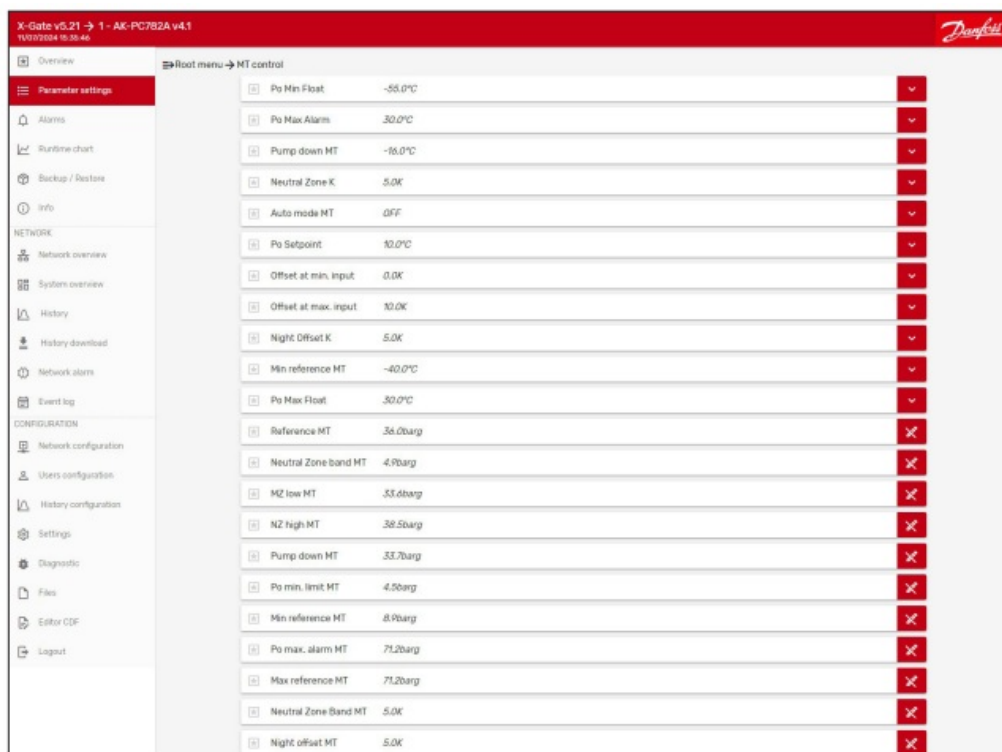 X-Gate v5.21 → 1 - AK-PC782A v4.1
11/07/2024 15:35:46
Danfoss
Overview
Parameter settings
Alarms
Runtime chart
Backup / Restore
Info
NETWORK
Network overview
System overview
History
History download
Network alarm
Event log
CONFIGURATION
Network configuration
Users configuration
History configuration
Settings
Diagnostic
Files
Editor CDF
Logout
Root menu → MT control
Po Min Float -55.0°C
Po Max Alarm 30.0°C
Pump down MT -16.0°C
Neutral Zone K 5.0K
Auto mode MT OFF
Po Setpoint 10.0°C
Offset at min. input 0.0K
Offset at max. input 10.0K
Night Offset K 5.0K
Min reference MT -40.0°C
Po Max Float 30.0°C
Reference MT 36.0barg
Neutral Zone band MT 4.9barg
MZ low MT 33.6barg
NZ high MT 38.5barg
Pump down MT 33.7barg
Po min. limit MT 4.5barg
Min reference MT 8.9barg
Po max. alarm MT 71.2barg
Max reference MT 71.2barg
Neutral Zone Band MT 5.0K
Night offset MT 5.0K